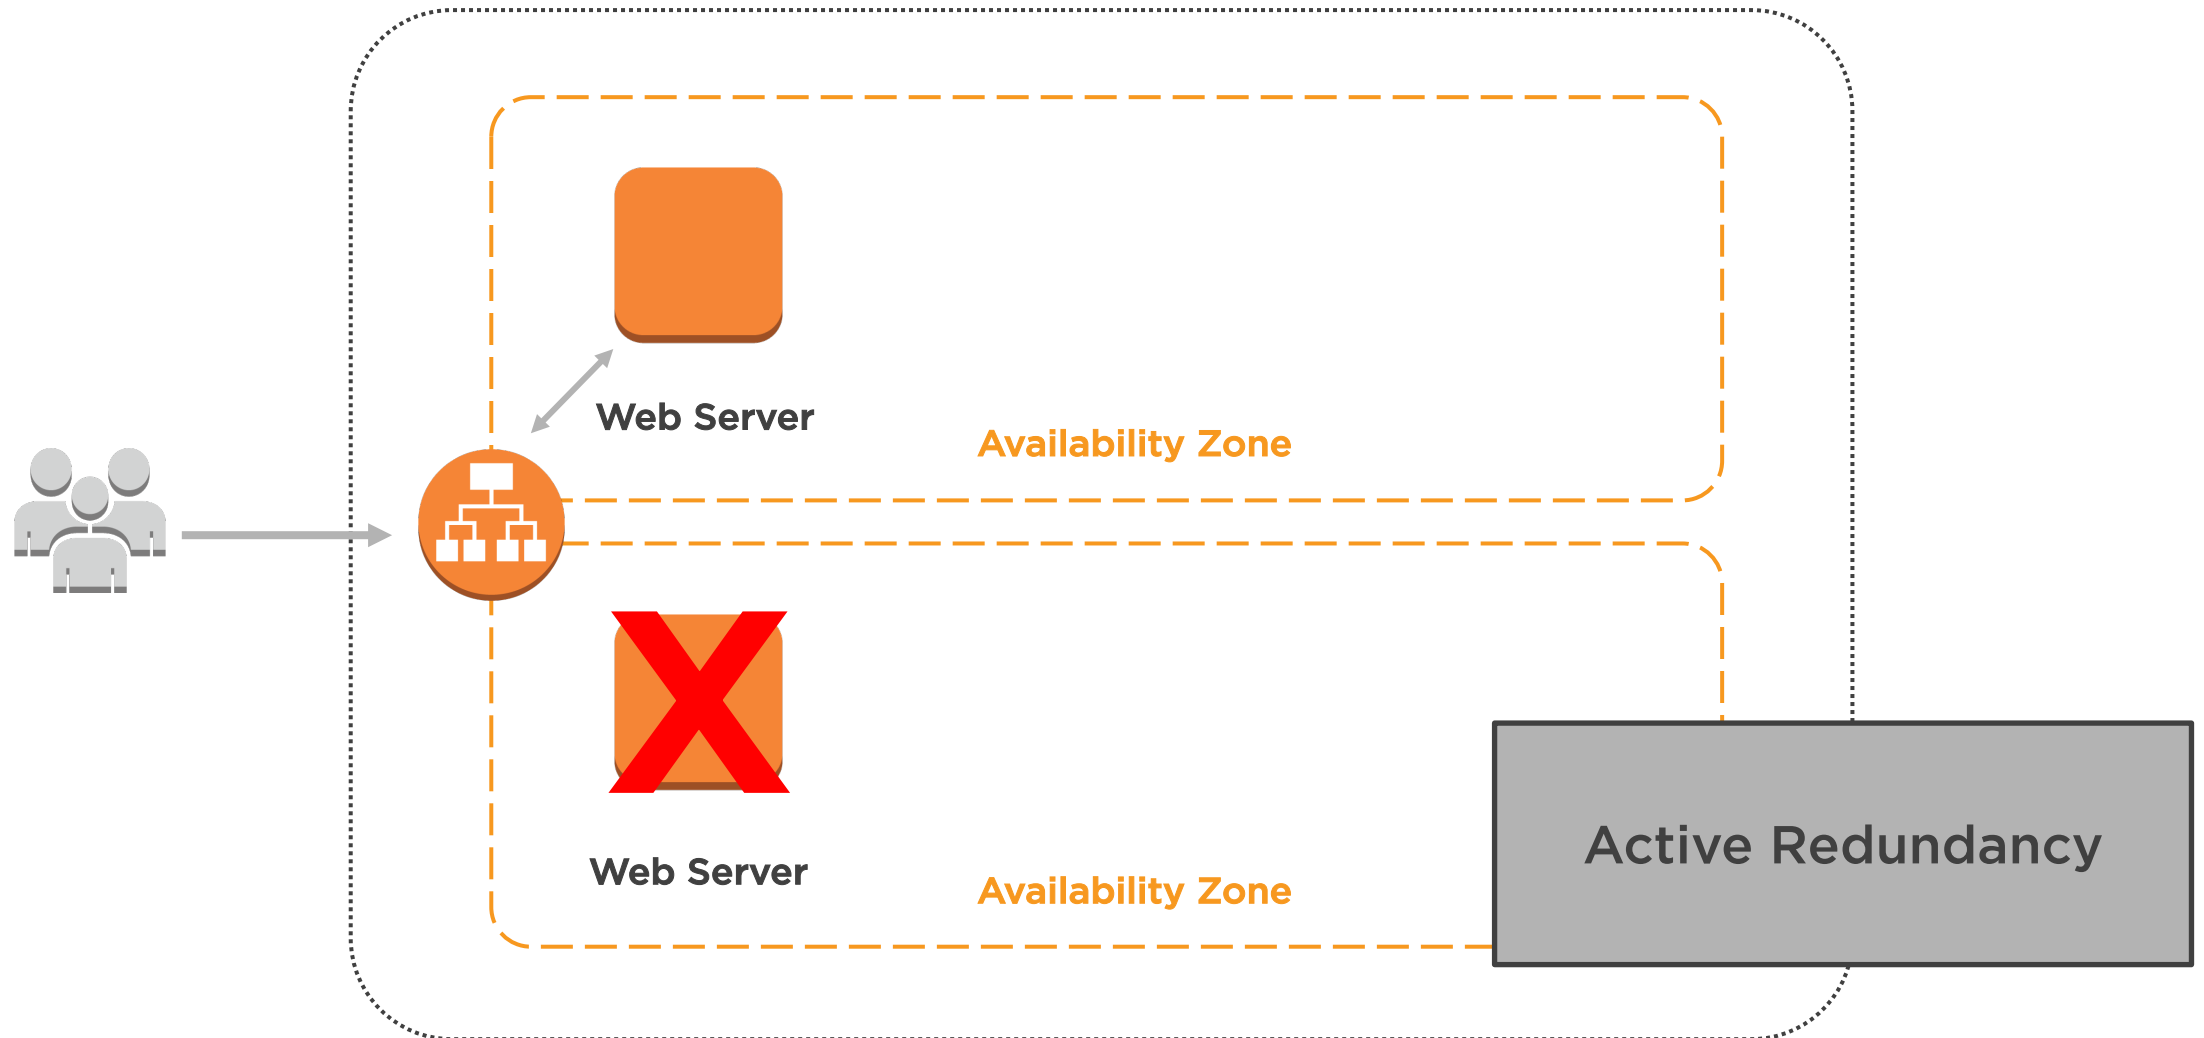 Web Server
Availability Zone
Web Server
Availability Zone
Active Redundancy